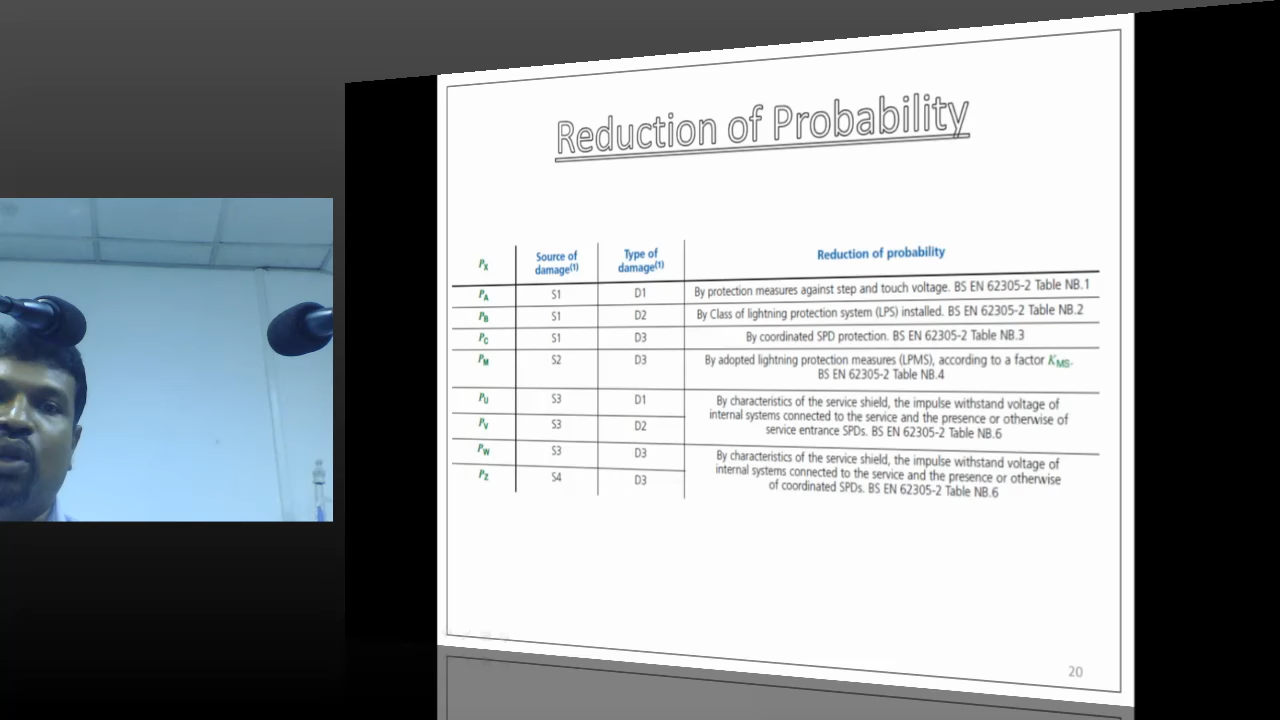 Reduction of Probability
PX
Source of damage(1)
Type of damage(1)
Reduction of probability
PA S1 D1 By protection measures against step and touch voltage. BS EN 62305-2 Table NB.1
PB S1 D2 By Class of lightning protection system (LPS) installed. BS EN 62305-2 Table NB.2
PC S1 D3 By coordinated SPD protection. BS EN 62305-2 Table NB.3
PM S2 D3 By adopted lightning protection measures (LPMS), according to a factor KMS.
BS EN 62305-2 Table NB.4
PU S3 D1 By characteristics of the service shield, the impulse withstand voltage of
internal systems connected to the service and the presence or otherwise of
PV S3 D2 service entrance SPDs. BS EN 62305-2 Table NB.6
PW S3 D3 By characteristics of the service shield, the impulse withstand voltage of
internal systems connected to the service and the presence or otherwise
PZ S4 D3 of coordinated SPDs. BS EN 62305-2 Table NB.6
20